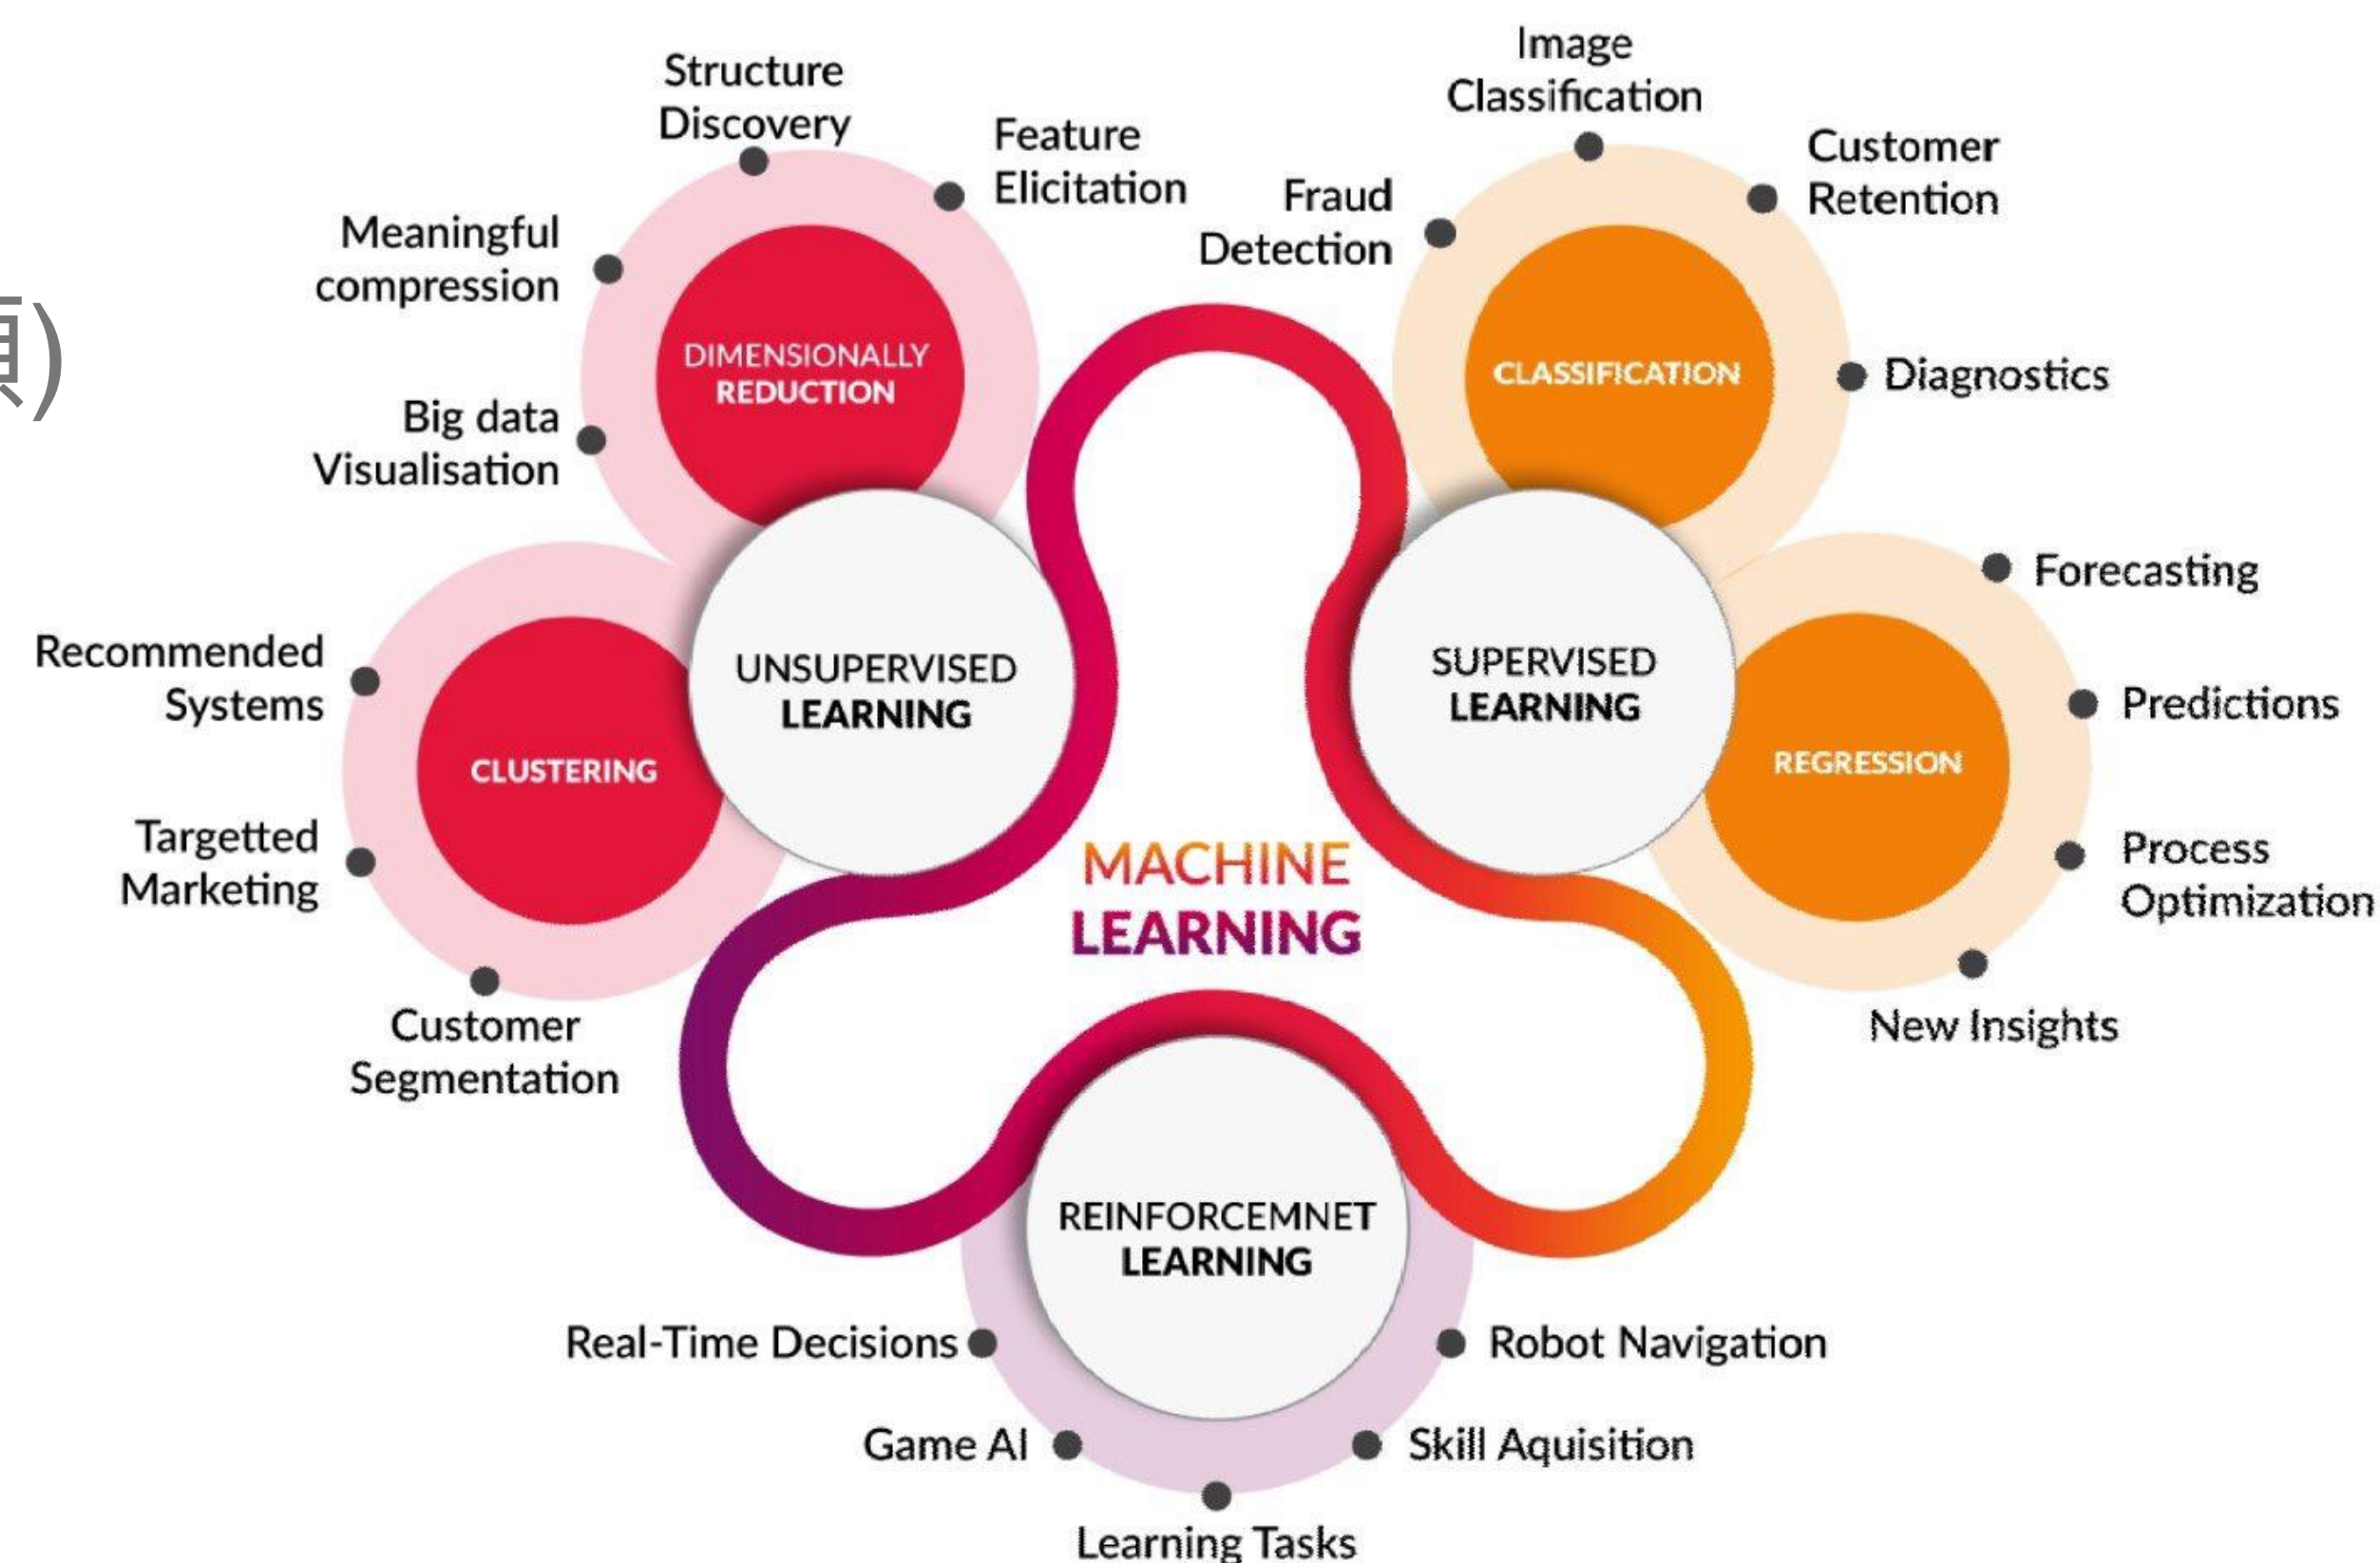 Structure
Discovery
Feature
Elicitation
Meaningful
compression
Big data
Visualisation
DIMENSIONALLY
REDUCTION
Image
Classification
Customer
Retention
Fraud
Detection
CLASSIFICATION
Diagnostics
Forecasting
Predictions
REGRESSION
Process
Optimization
New Insights
UNSUPERVISED
LEARNING
SUPERVISED
LEARNING
Recommended
Systems
CLUSTERING
Targetted
Marketing
Customer
Segmentation
MACHINE
LEARNING
REINFORCEMNET
LEARNING
Real-Time Decisions
Robot Navigation
Game AI
Skill Aquisition
Learning Tasks